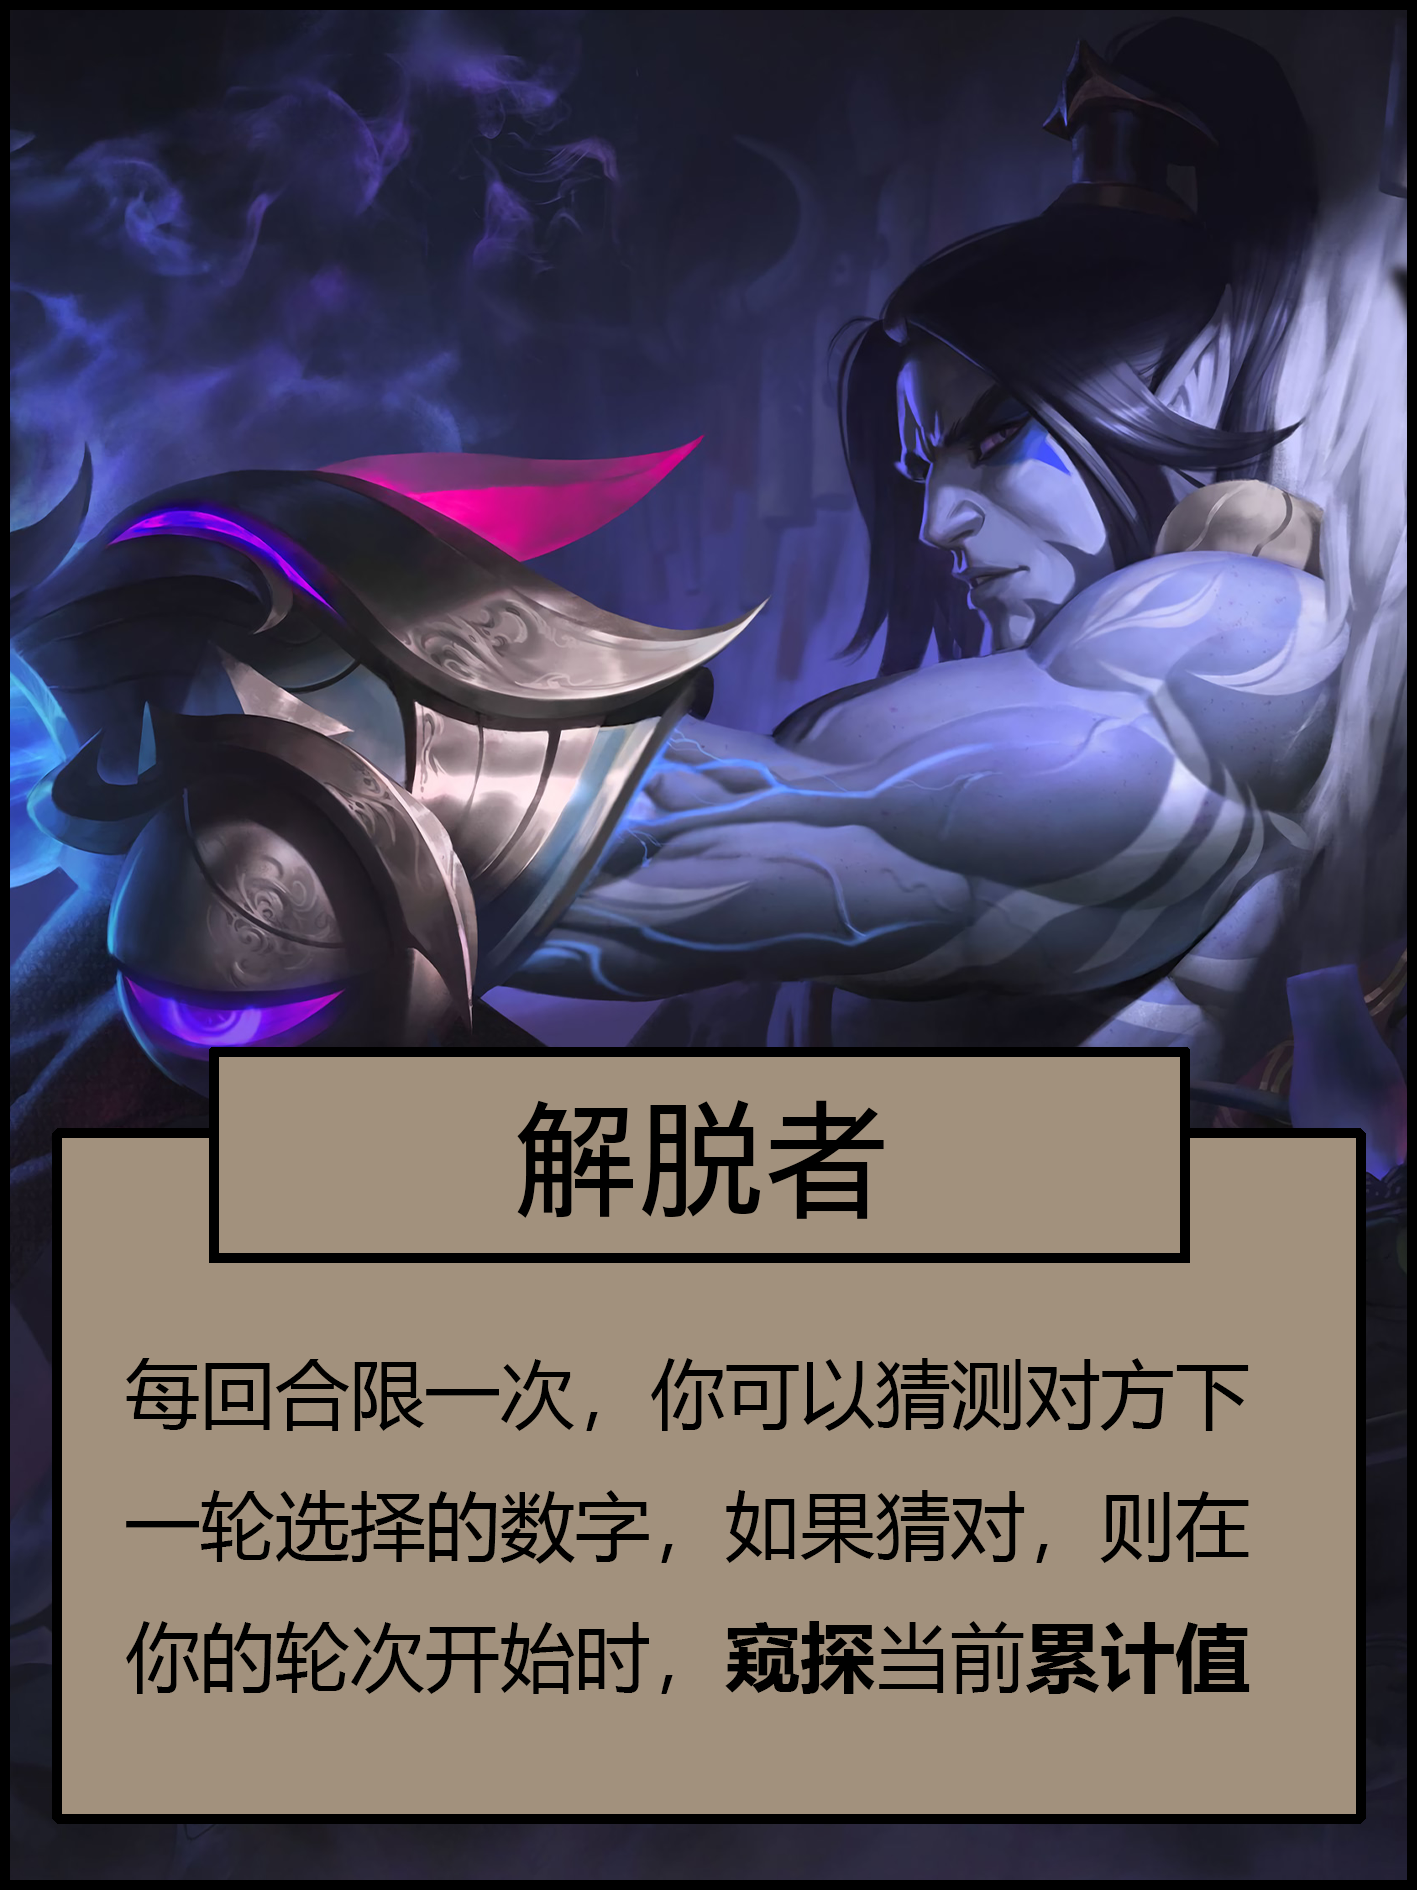 解脱者
每回合限一次，你可以猜测对方下
一轮选择的数字，如果猜对，则在
你的轮次开始时，窥探当前累计值